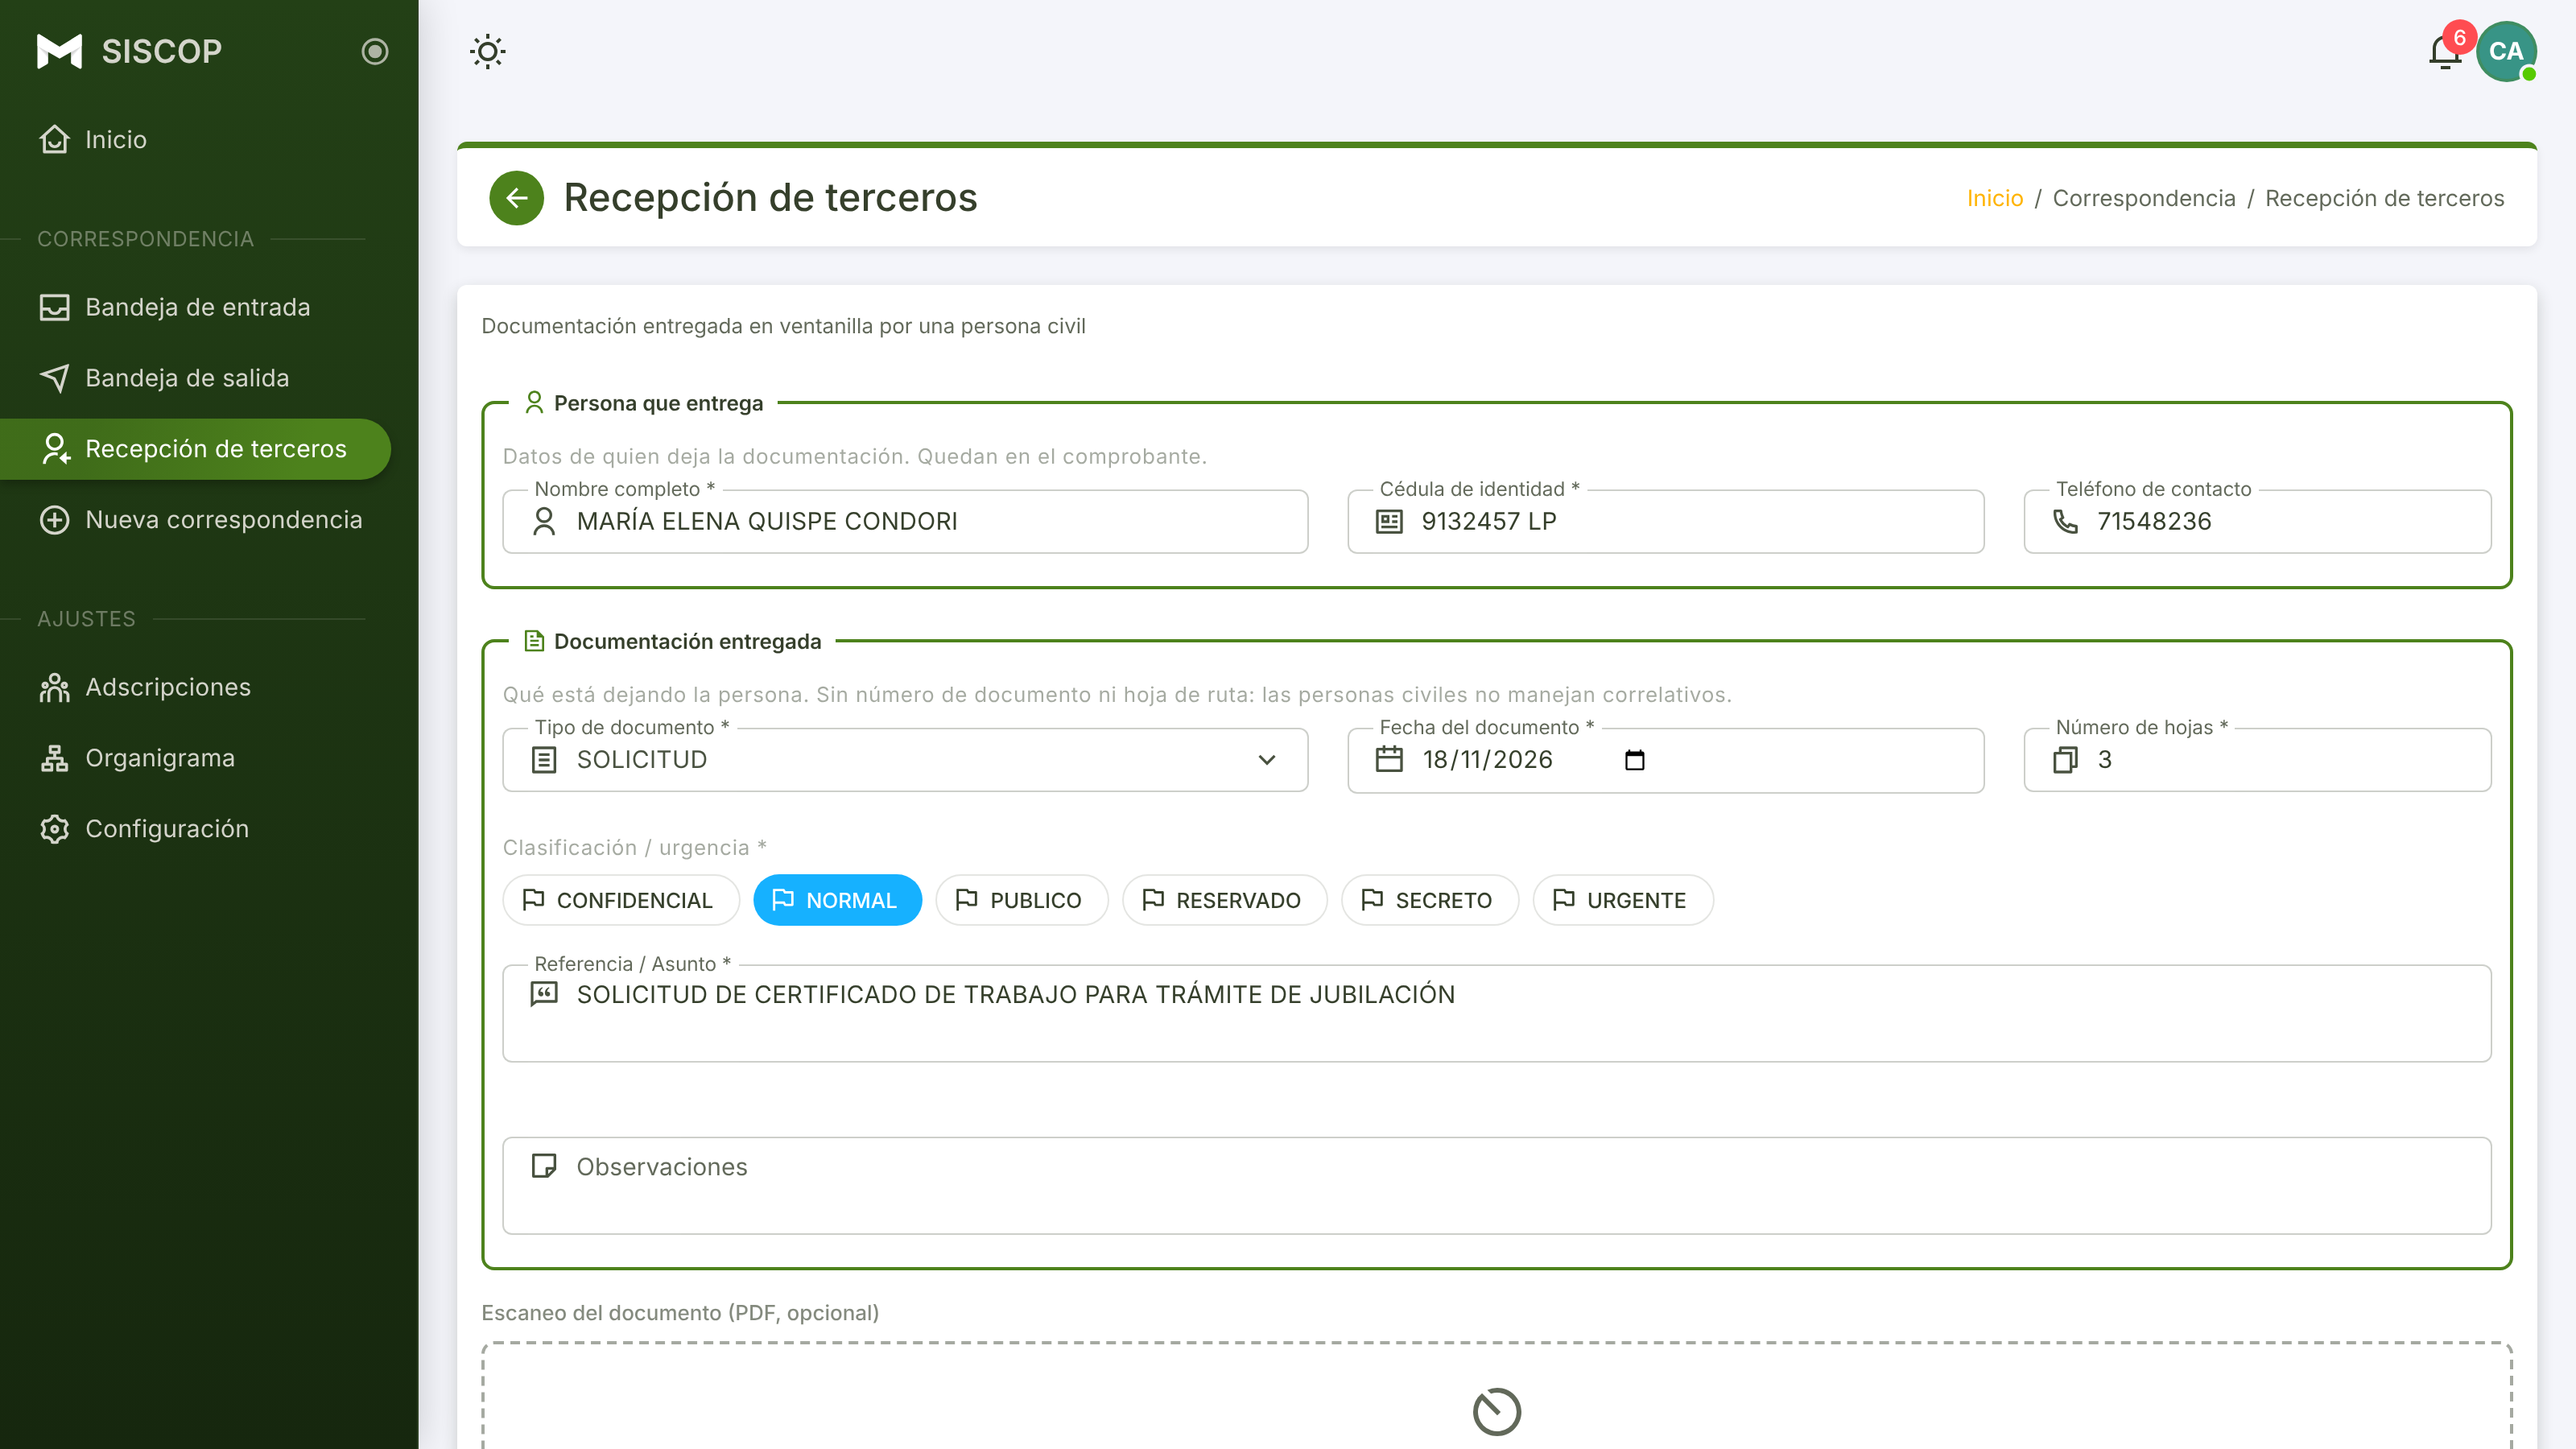 SISCOP
6
CA
Inicio
CORRESPONDENCIA
Bandeja de entrada
Bandeja de salida
Recepción de terceros
Nueva correspondencia
AJUSTES
Adscripciones
Organigrama
Configuración
Recepción de terceros
Inicio / Correspondencia / Recepción de terceros
Documentación entregada en ventanilla por una persona civil
Persona que entrega
Datos de quien deja la documentación. Quedan en el comprobante.
Nombre completo *
MARÍA ELENA QUISPE CONDORI
Cédula de identidad *
9132457 LP
Teléfono de contacto
71548236
Documentación entregada
Qué está dejando la persona. Sin número de documento ni hoja de ruta: las personas civiles no manejan correlativos.
Tipo de documento *
SOLICITUD
Fecha del documento *
18/11/2026
Número de hojas *
3
Clasificación / urgencia *
CONFIDENCIAL
NORMAL
PUBLICO
RESERVADO
SECRETO
URGENTE
Referencia / Asunto *
SOLICITUD DE CERTIFICADO DE TRABAJO PARA TRÁMITE DE JUBILACIÓN
Observaciones
Escaneo del documento (PDF, opcional)